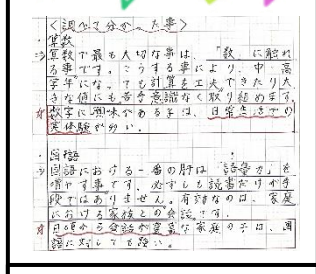 〈調べて分かった事〉
・算数
⇒算数で最も大切な事は、「数」に触れ
る事です。こうする事により、中・高
学年になっても計算を工夫できたり大
きな値にも苦手意識なく取り組めます。
☆数字に興味がある子は、日常生活での
実体験が多い。
・国語
⇒国語における一番の肝は「語彙力」を
増やす事です。必ずしも読書だけが手
段ではありません。有効なのは、家庭
における家族との会話です。
☆日頃から会話が豊富な家庭の子は、国
語に対しても強い。